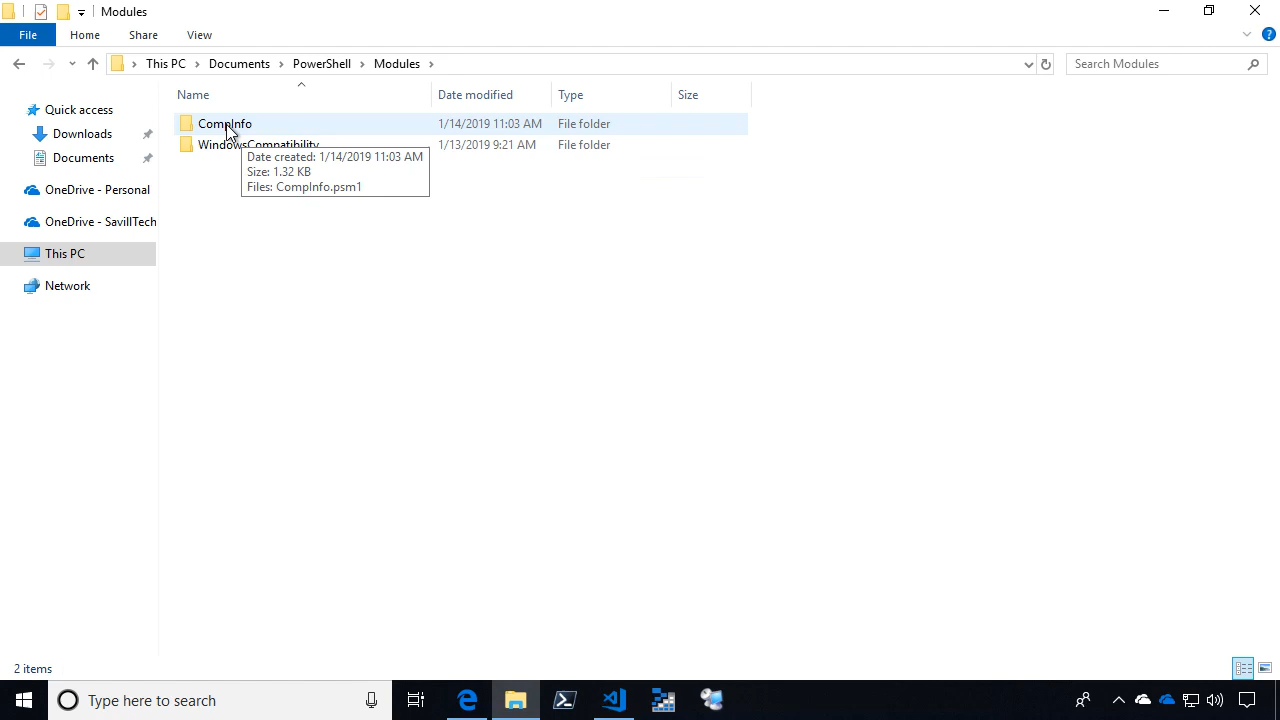 Modules
File
Home
Share
View
This PC
Documents
PowerShell
Modules
Search Modules
Name
Date modified
Type
Size
Quick access
Downloads
Documents
OneDrive - Personal
OneDrive - SavillTech
This PC
Network
CompInfo
1/14/2019 11:03 AM
File folder
WindowsCompatibility
1/13/2019 9:21 AM
File folder
Date created: 1/14/2019 11:03 AM
Size: 1.32 KB
Files: CompInfo.psm1
2 items
Type here to search